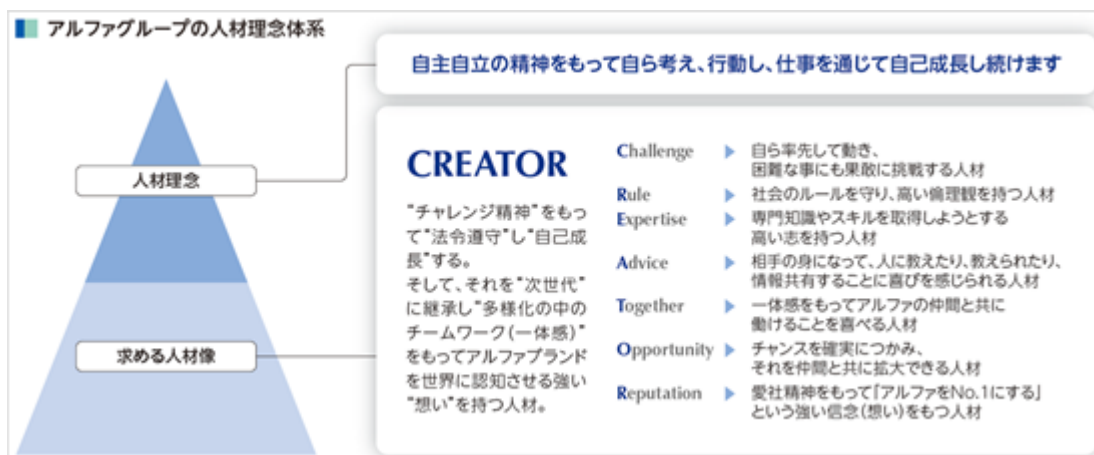 アルファグループの人材理念体系
人材理念
自主自立の精神をもって自ら考え、行動し、仕事を通じて自己成長し続けます
求める人材像
CREATOR
“チャレンジ精神”をもっ
て“法令遵守”し“自己成
長”する。
そして、それを“次世代”
に継承し“多様化の中の
チームワーク(一体感)”
をもってアルファブランド
を世界に認知させる強い
“想い”を持つ人材。
Challenge ▶ 自ら率先して動き、
困難な事にも果敢に挑戦する人材
Rule ▶ 社会のルールを守り、高い倫理観を持つ人材
Expertise ▶ 専門知識やスキルを取得しようとする
高い志を持つ人材
Advice ▶ 相手の身になって、人に教えたり、教えられたり、
情報共有することに喜びを感じられる人材
Together ▶ 一体感をもってアルファの仲間と共に
働けることを喜べる人材
Opportunity ▶ チャンスを確実につかみ、
それを仲間と共に拡大できる人材
Reputation ▶ 愛社精神をもって「アルファをNo.1にする」
という強い信念(想い)をもつ人材